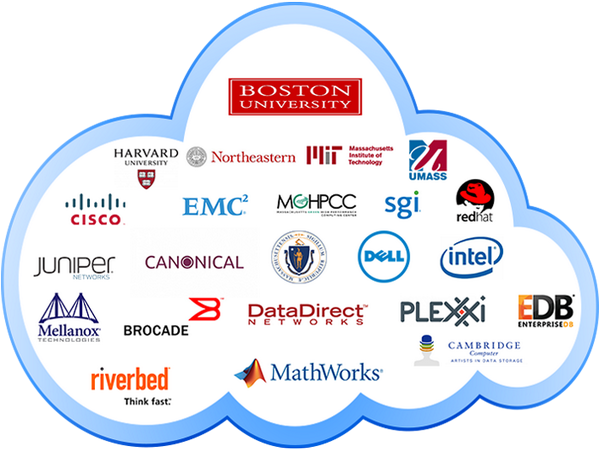 BOSTON
UNIVERSITY
HARVARD
UNIVERSITY
Northeastern
MIT
Massachusetts
Institute of
Technology
UMASS
CISCO
EMC²
MGHPCC
MASSACHUSETTS GREEN HIGH PERFORMANCE
COMPUTING CENTER
sgi
redhat
JUNIPER
NETWORKS
CANONICAL
DELL
intel
Mellanox
TECHNOLOGIES
BROCADE
DataDirect™
NETWORKS
PLEXXI
EDB
ENTERPRISEDB
CAMBRIDGE
Computer
ARTISTS IN DATA STORAGE
riverbed
Think fast.
MathWorks®